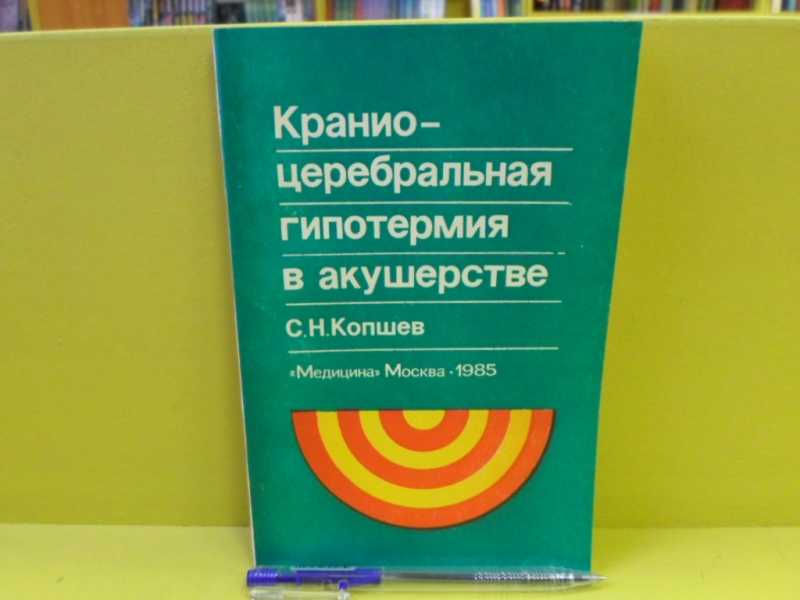 Кранио–
церебральная
гипотермия
в акушерстве
С.Н.Копшев
«Медицина» Москва · 1985